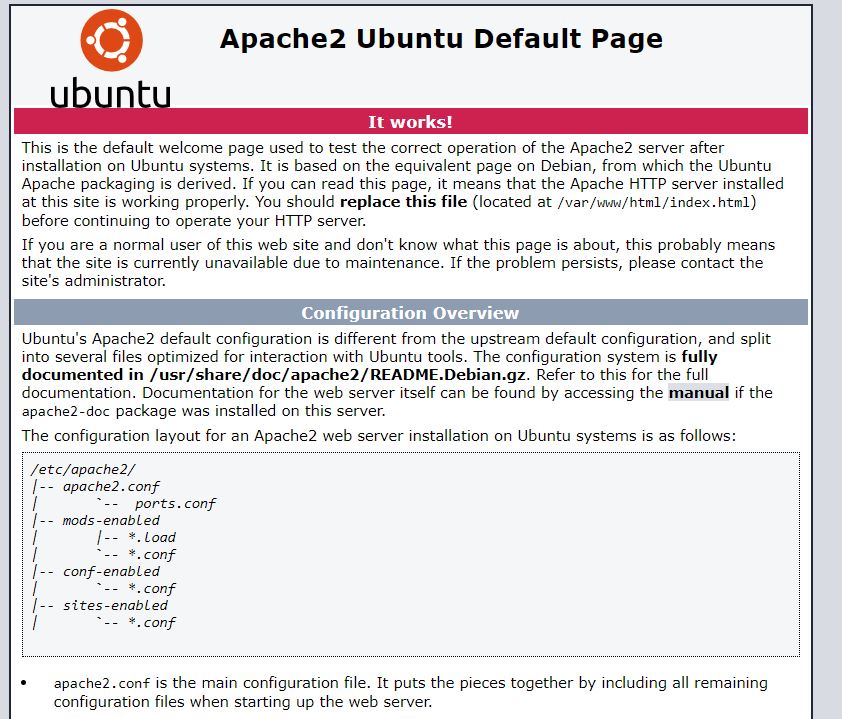 Apache2 Ubuntu Default Page
ubuntu
It works!
This is the default welcome page used to test the correct operation of the Apache2 server after
installation on Ubuntu systems. It is based on the equivalent page on Debian, from which the Ubuntu
Apache packaging is derived. If you can read this page, it means that the Apache HTTP server installed
at this site is working properly. You should replace this file (located at /var/www/html/index.html)
before continuing to operate your HTTP server.
If you are a normal user of this web site and don't know what this page is about, this probably means
that the site is currently unavailable due to maintenance. If the problem persists, please contact the
site's administrator.
Configuration Overview
Ubuntu's Apache2 default configuration is different from the upstream default configuration, and split
into several files optimized for interaction with Ubuntu tools. The configuration system is fully
documented in /usr/share/doc/apache2/README.Debian.gz. Refer to this for the full
documentation. Documentation for the web server itself can be found by accessing the manual if the
apache2-doc package was installed on this server.
The configuration layout for an Apache2 web server installation on Ubuntu systems is as follows:
/etc/apache2/
|-- apache2.conf
|       `--  ports.conf
|-- mods-enabled
|       |-- *.load
|       `-- *.conf
|-- conf-enabled
|       `-- *.conf
|-- sites-enabled
|       `-- *.conf
• apache2.conf is the main configuration file. It puts the pieces together by including all remaining
configuration files when starting up the web server.